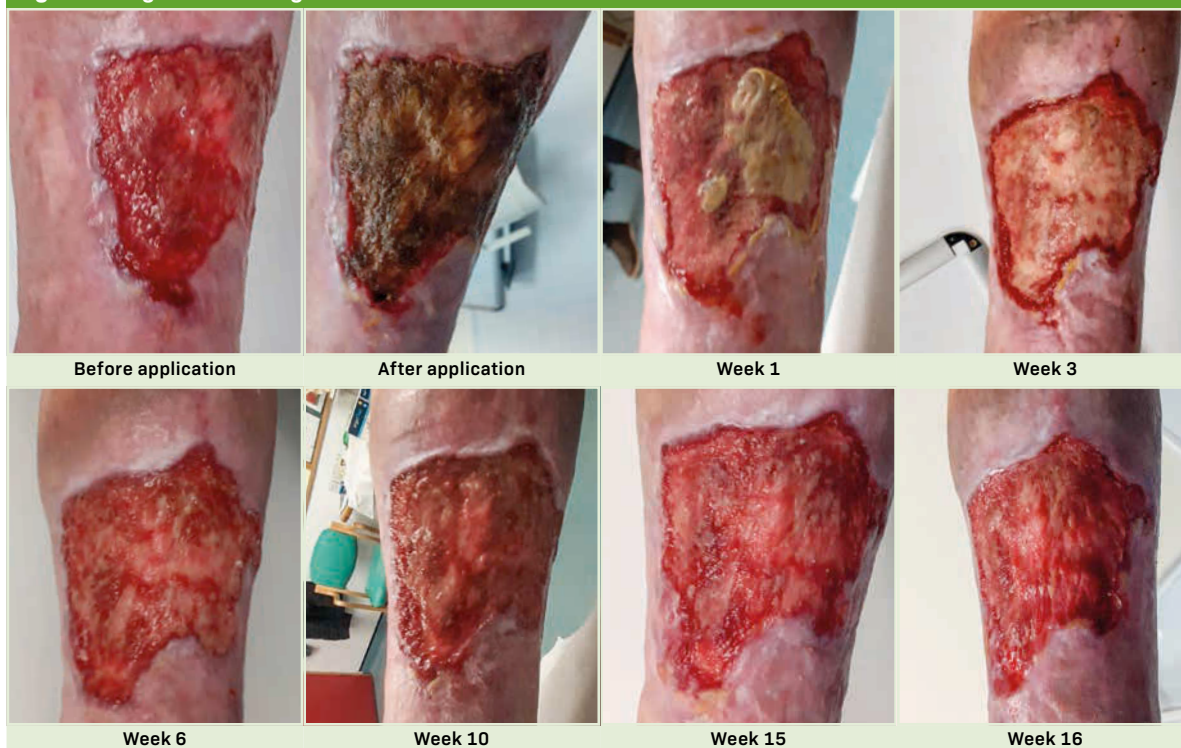 Before application
After application
Week 1
Week 3
Week 6
Week 10
Week 15
Week 16